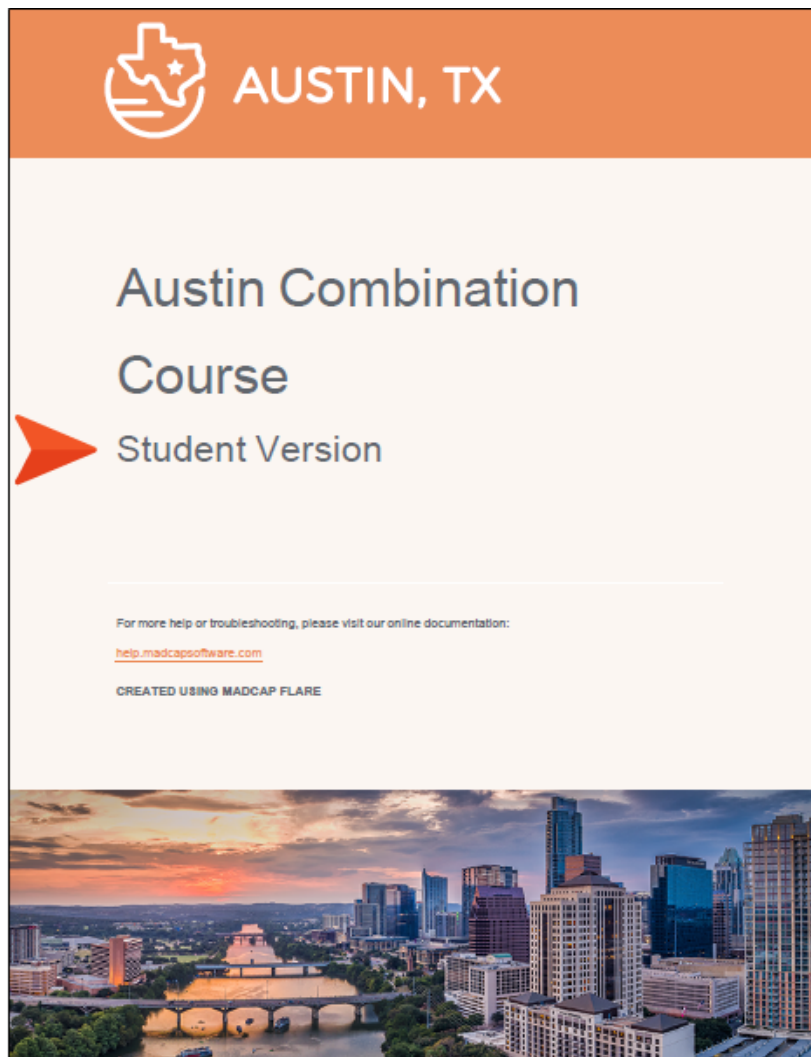 AUSTIN, TX
Austin Combination
Course
Student Version
For more help or troubleshooting, please visit our online documentation:
help.madcapsoftware.com
CREATED USING MADCAP FLARE